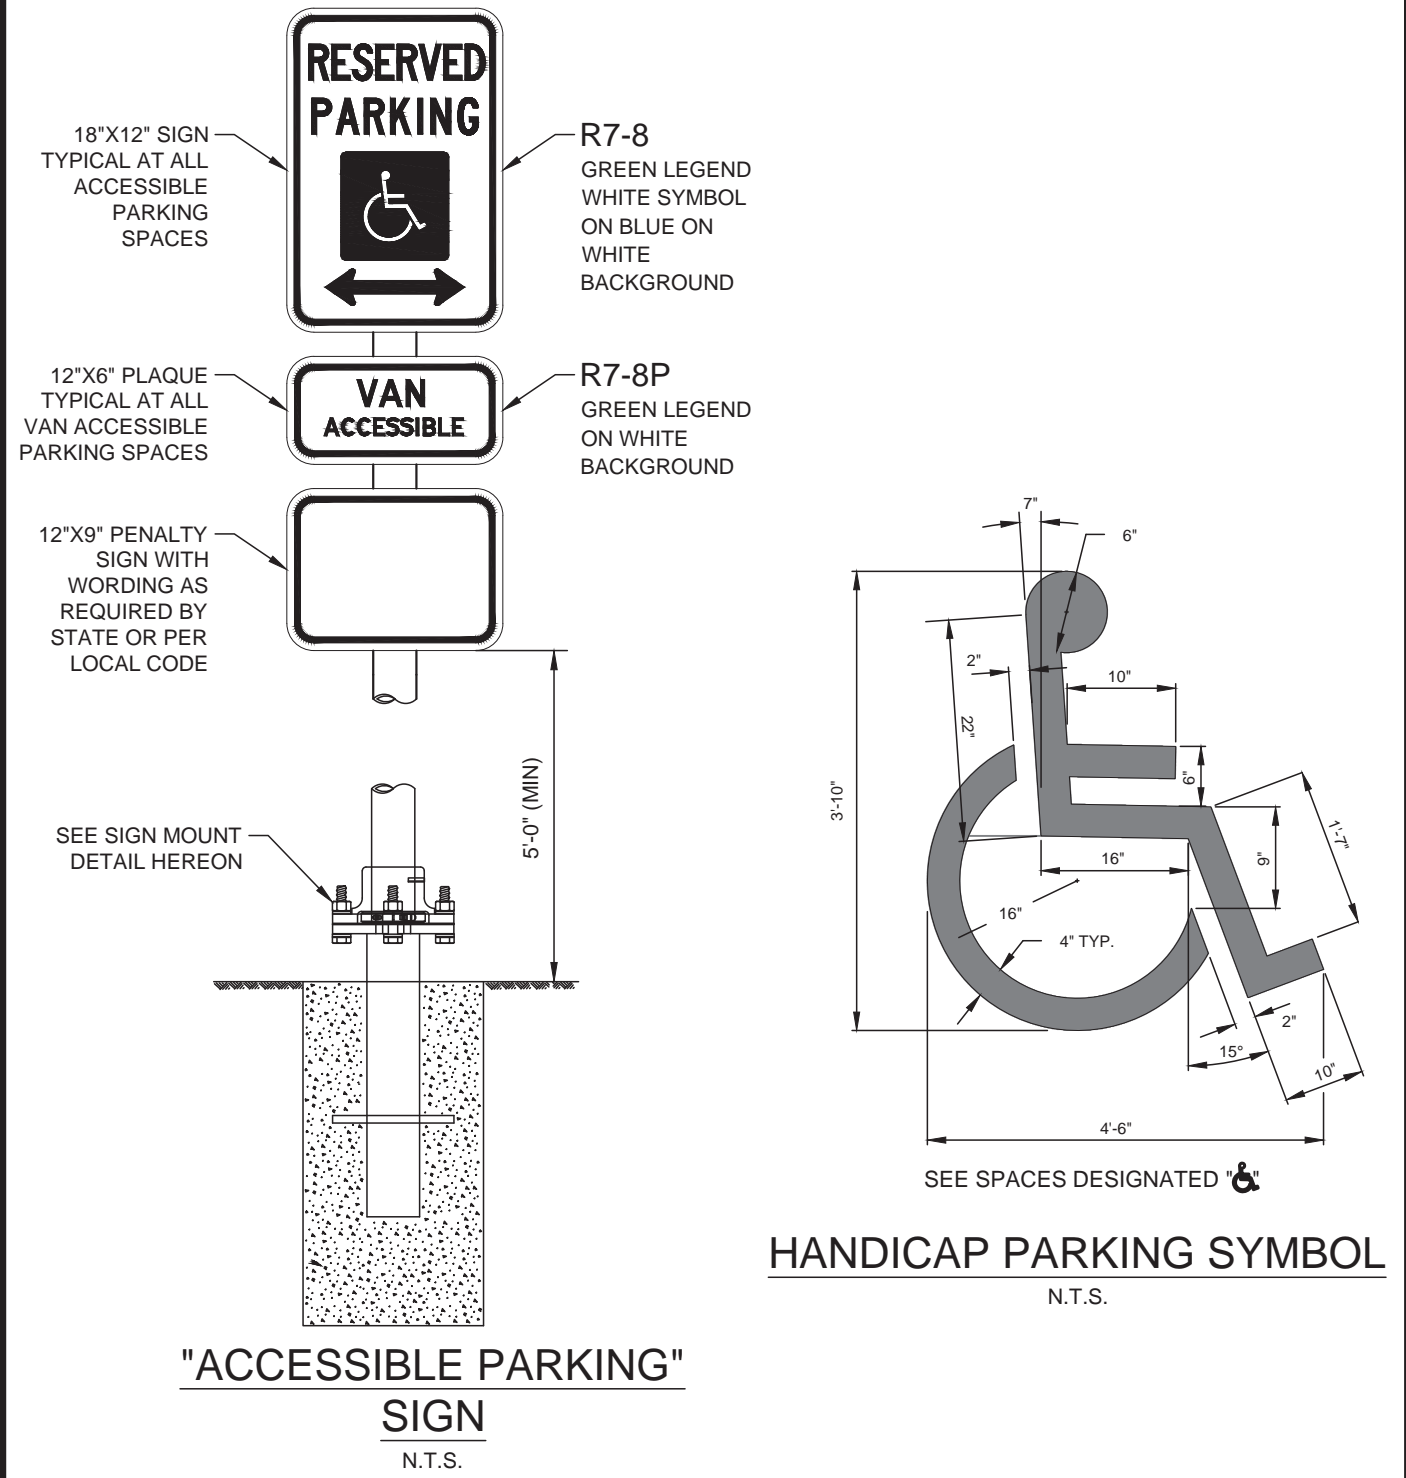 RESERVED
PARKING
18"X12" SIGN
TYPICAL AT ALL
ACCESSIBLE
PARKING
SPACES
R7-8
GREEN LEGEND
WHITE SYMBOL
ON BLUE ON
WHITE
BACKGROUND
VAN
ACCESSIBLE
12"X6" PLAQUE
TYPICAL AT ALL
VAN ACCESSIBLE
PARKING SPACES
R7-8P
GREEN LEGEND
ON WHITE
BACKGROUND
12"X9" PENALTY
SIGN WITH
WORDING AS
REQUIRED BY
STATE OR PER
LOCAL CODE
5'-0" (MIN)
SEE SIGN MOUNT
DETAIL HEREON
"ACCESSIBLE PARKING"
SIGN
N.T.S.
7"
6"
2"
10"
22"
3'-10"
6"
1'-7"
9"
16"
16"
4" TYP.
2"
15°
10"
4'-6"
SEE SPACES DESIGNATED "♿"
HANDICAP PARKING SYMBOL
N.T.S.